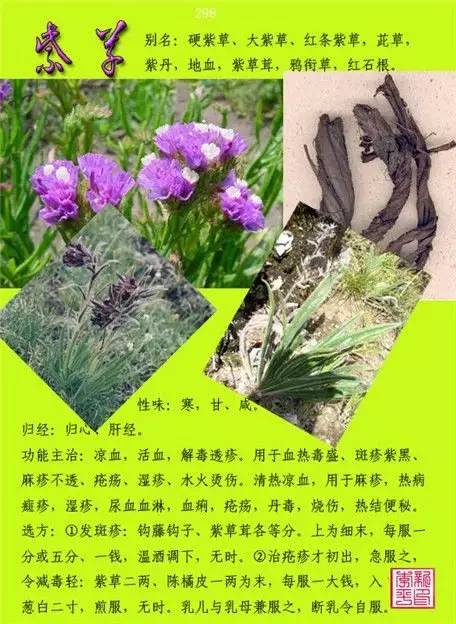 296
紫草
别名：硬紫草、大紫草、红条紫草，茈草，
紫丹，地血，紫草茸，鸦衔草，红石根。
性味：寒，甘、咸。
归经：归心、肝经。
功能主治：凉血，活血，解毒透疹。用于血热毒盛、斑疹紫黑、
麻疹不透、疮疡、湿疹、水火烫伤。清热凉血，用于麻疹，热病
癍疹，湿疹，尿血血淋，血痢，疮疡，丹毒，烧伤，热结便秘。
选方：①发斑疹：钩藤钩子、紫草茸各等分。上为细末，每服一
分或五分、一钱，温酒调下，无时。②治疮疹才初出，急服之，
令减毒轻：紫草二两、陈橘皮一两为末，每服一大钱，入
葱白二寸，煎服，无时。乳儿与乳母兼服之，断乳令自服。